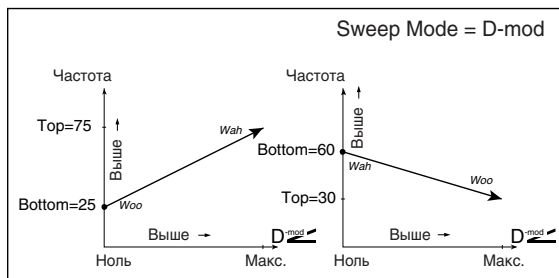 Sweep Mode = D-mod
Частота
Top=75
Выше
Wah
Bottom=25
Woo
Выше
D-mod
Ноль
Макс.
Частота
Выше
Bottom=60
Wah
Woo
Top=30
Выше
D-mod
Ноль
Макс.